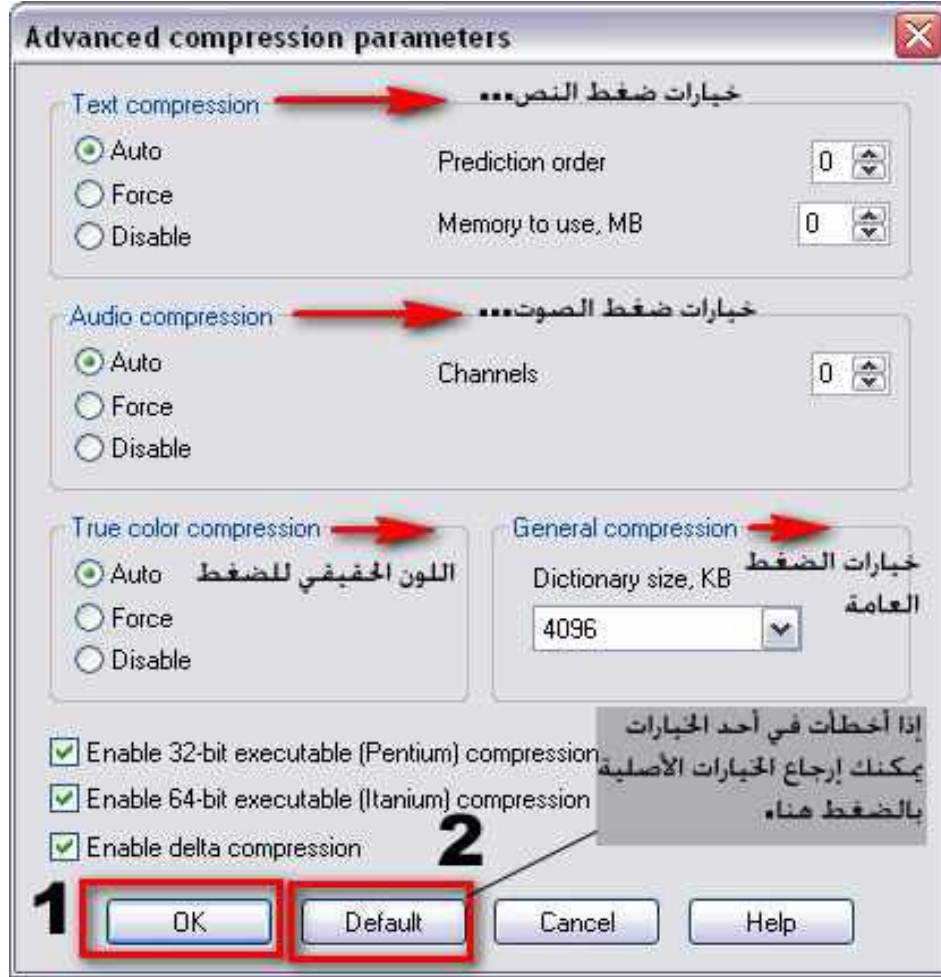 Advanced compression parameters
Text compression
خيارات ضغط النص...
Auto
Force
Disable
Prediction order
0
Memory to use, MB
0
Audio compression
خيارات ضغط الصوت...
Auto
Force
Disable
Channels
0
True color compression
Auto
اللون الحقيقي للضغط
Force
Disable
General compression
خيارات الضغط
العامة
Dictionary size, KB
4096
إذا أخطأت في أحد الخيارات
يمكنك إرجاع الخيارات الأصلية
بالضغط هنا.
Enable 32-bit executable (Pentium) compression
Enable 64-bit executable (Itanium) compression
Enable delta compression
2
1
OK
Default
Cancel
Help